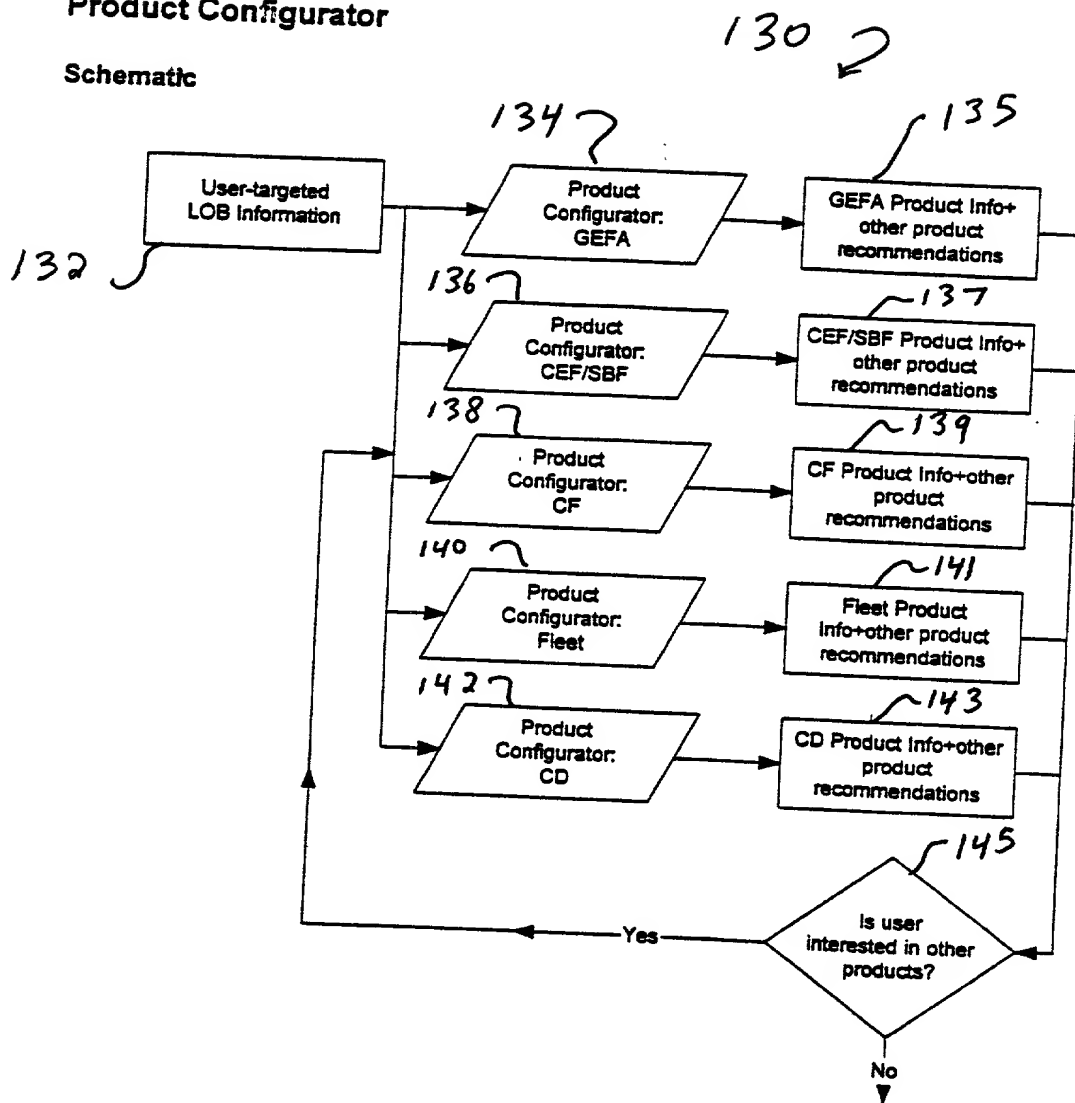 Product Configurator
Schematic
130
134
135
User-targeted
LOB Information
132
Product
Configurator:
GEFA
GEFA Product Info+
other product
recommendations
136
137
Product
Configurator:
CEF/SBF
CEF/SBF Product Info+
other product
recommendations
138
139
Product
Configurator:
CF
CF Product Info+other
product
recommendations
140
141
Product
Configurator:
Fleet
Fleet Product
Info+other product
recommendations
142
143
Product
Configurator:
CD
CD Product Info+other
product
recommendations
145
Is user
interested in other
products?
Yes
No